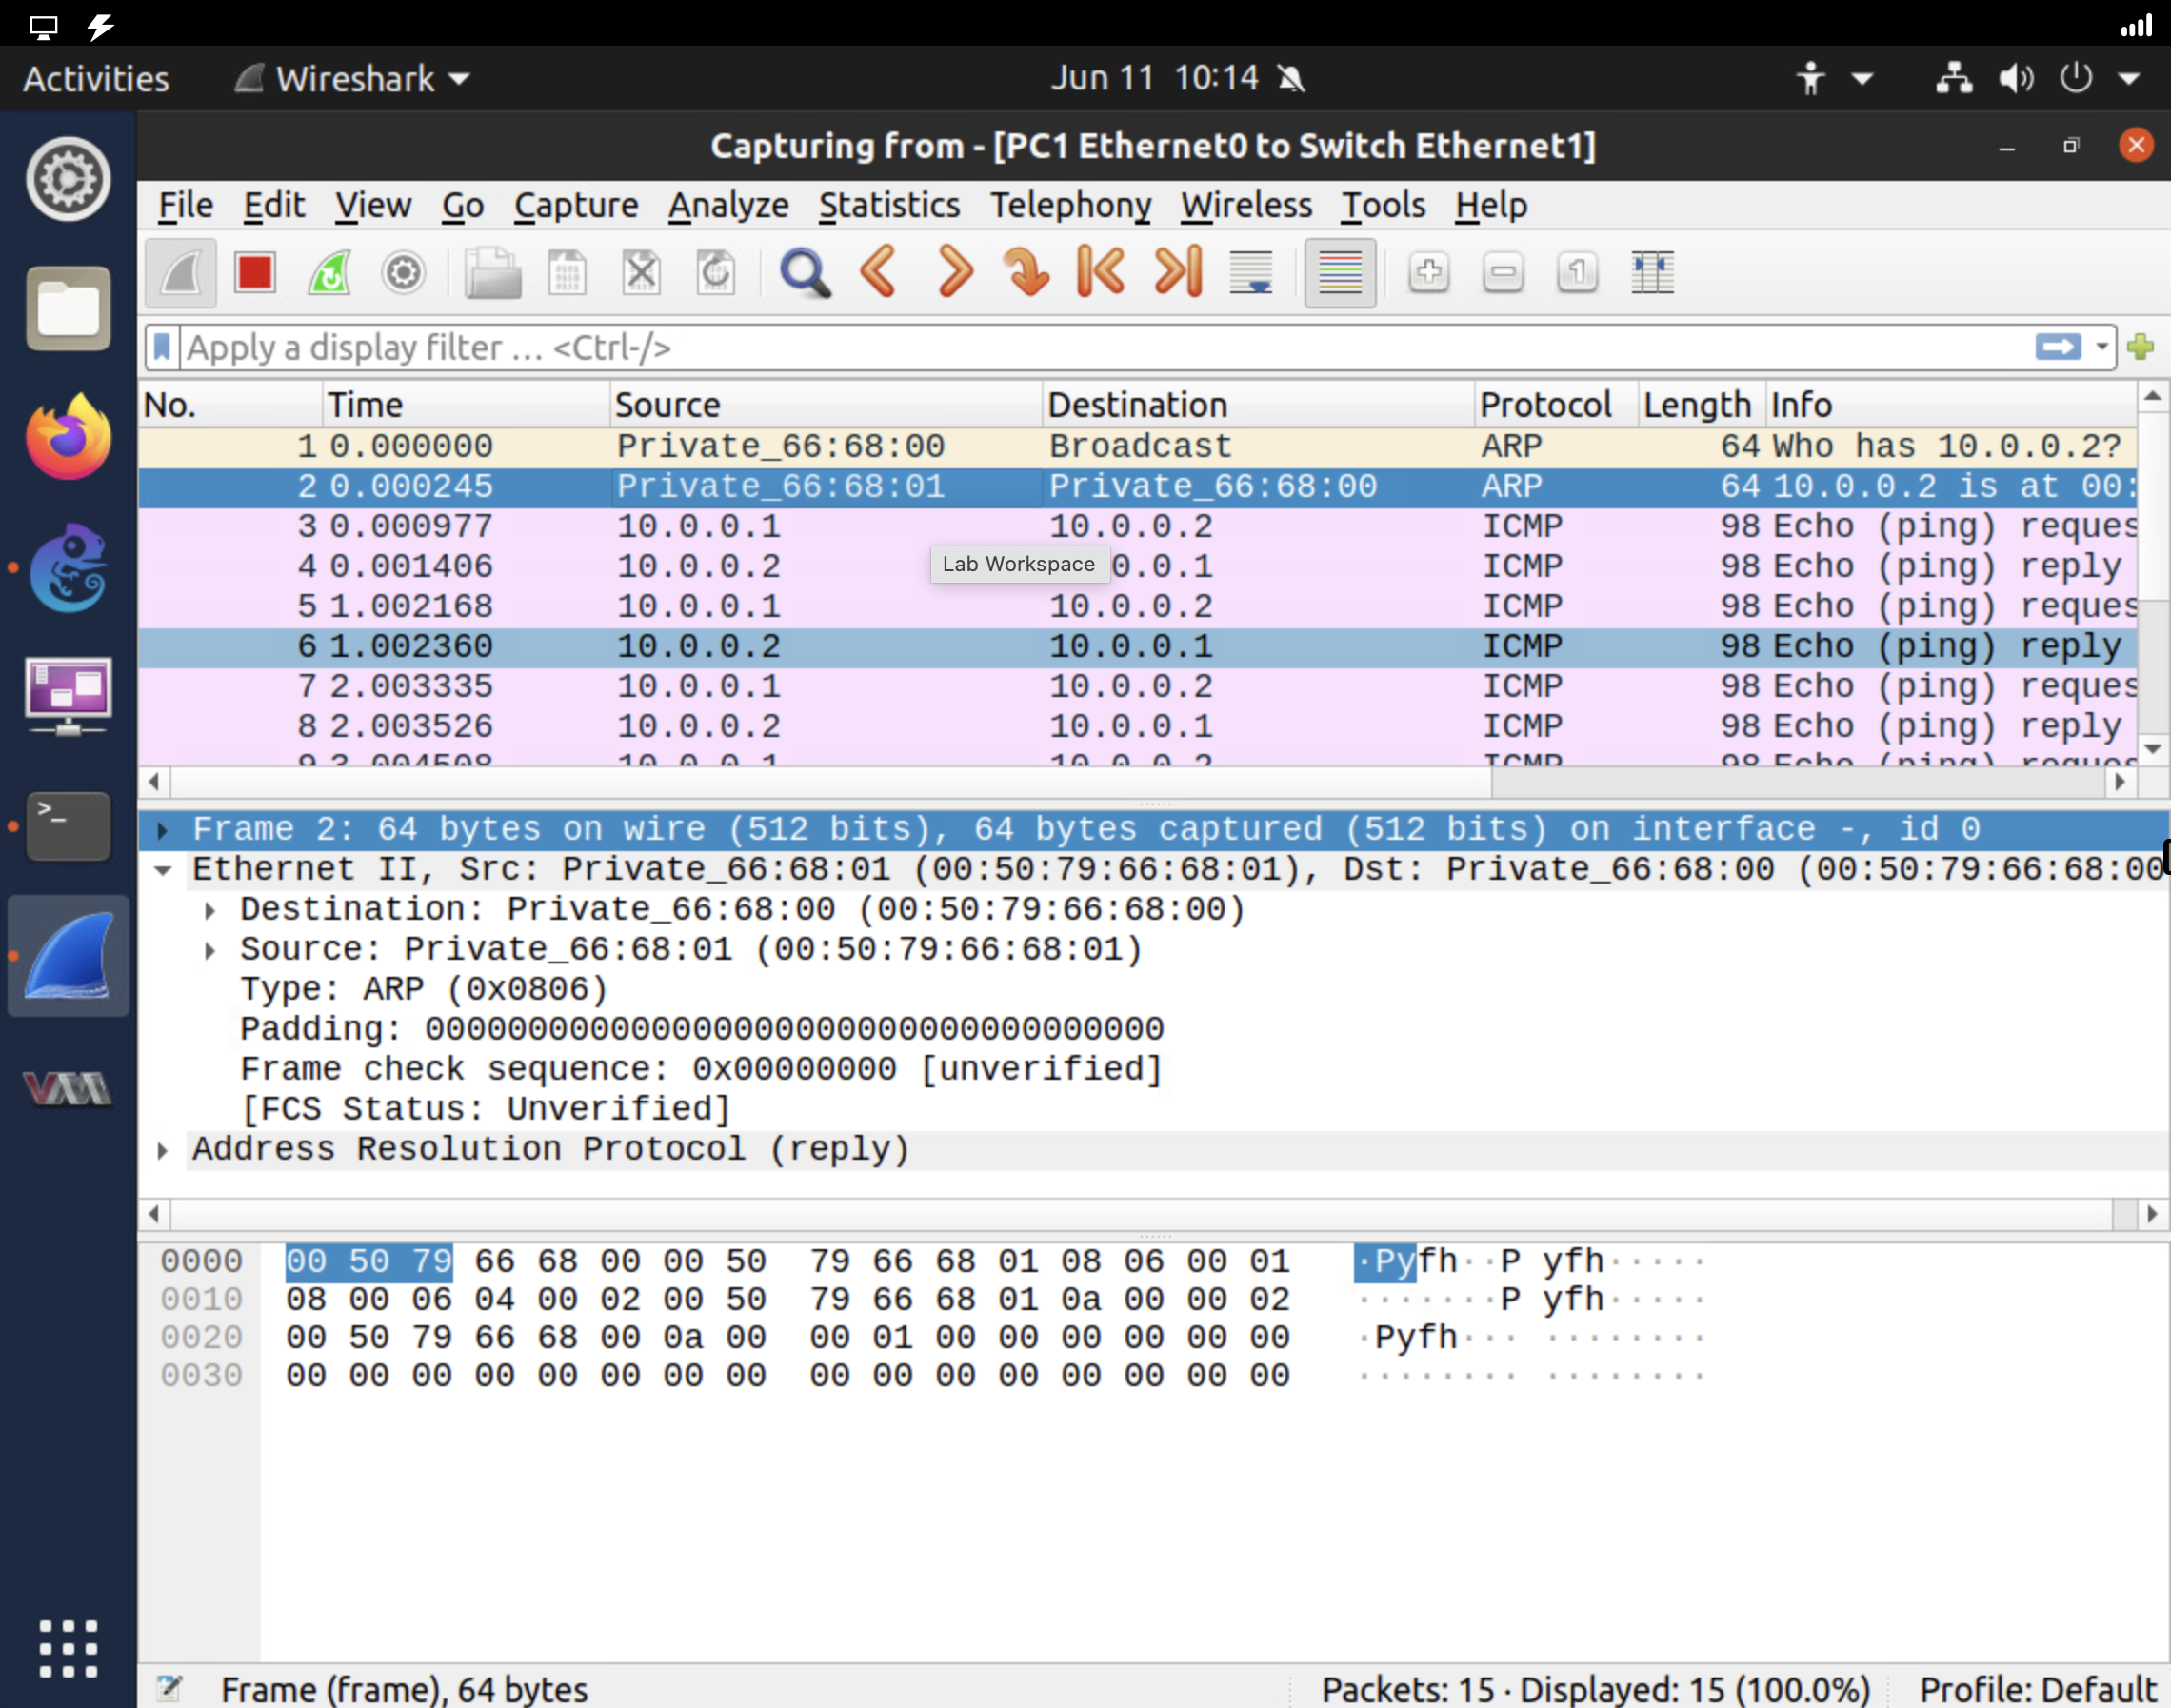 Activities Wireshark Jun 11 10:14
Capturing from - [PC1 Ethernet0 to Switch Ethernet1]
File Edit View Go Capture Analyze Statistics Telephony Wireless Tools Help
Apply a display filter ... <Ctrl-/>
No. Time Source Destination Protocol Length Info
1 0.000000 Private_66:68:00 Broadcast ARP 64 Who has 10.0.0.2?
2 0.000245 Private_66:68:01 Private_66:68:00 ARP 64 10.0.0.2 is at 00:
3 0.000977 10.0.0.1 10.0.0.2 ICMP 98 Echo (ping) reques
4 0.001406 10.0.0.2 0.0.1 ICMP 98 Echo (ping) reply
Lab Workspace
5 1.002168 10.0.0.1 10.0.0.2 ICMP 98 Echo (ping) reques
6 1.002360 10.0.0.2 10.0.0.1 ICMP 98 Echo (ping) reply
7 2.003335 10.0.0.1 10.0.0.2 ICMP 98 Echo (ping) reques
8 2.003526 10.0.0.2 10.0.0.1 ICMP 98 Echo (ping) reply
9 3.004508 10.0.0.1 10.0.0.2 ICMP 98 Echo (ping) reques
Frame 2: 64 bytes on wire (512 bits), 64 bytes captured (512 bits) on interface -, id 0
Ethernet II, Src: Private_66:68:01 (00:50:79:66:68:01), Dst: Private_66:68:00 (00:50:79:66:68:00
Destination: Private_66:68:00 (00:50:79:66:68:00)
Source: Private_66:68:01 (00:50:79:66:68:01)
Type: ARP (0x0806)
Padding: 000000000000000000000000000000000000
Frame check sequence: 0x00000000 [unverified]
[FCS Status: Unverified]
Address Resolution Protocol (reply)
0000 00 50 79 66 68 00 00 50 79 66 68 01 08 06 00 01 ·Pyfh··P yfh·····
0010 08 00 06 04 00 02 00 50 79 66 68 01 0a 00 00 02 ·······P yfh·····
0020 00 50 79 66 68 00 0a 00 00 01 00 00 00 00 00 00 ·Pyfh··· ········
0030 00 00 00 00 00 00 00 00 00 00 00 00 00 00 00 00 ········ ········
Frame (frame), 64 bytes Packets: 15 · Displayed: 15 (100.0%) Profile: Default